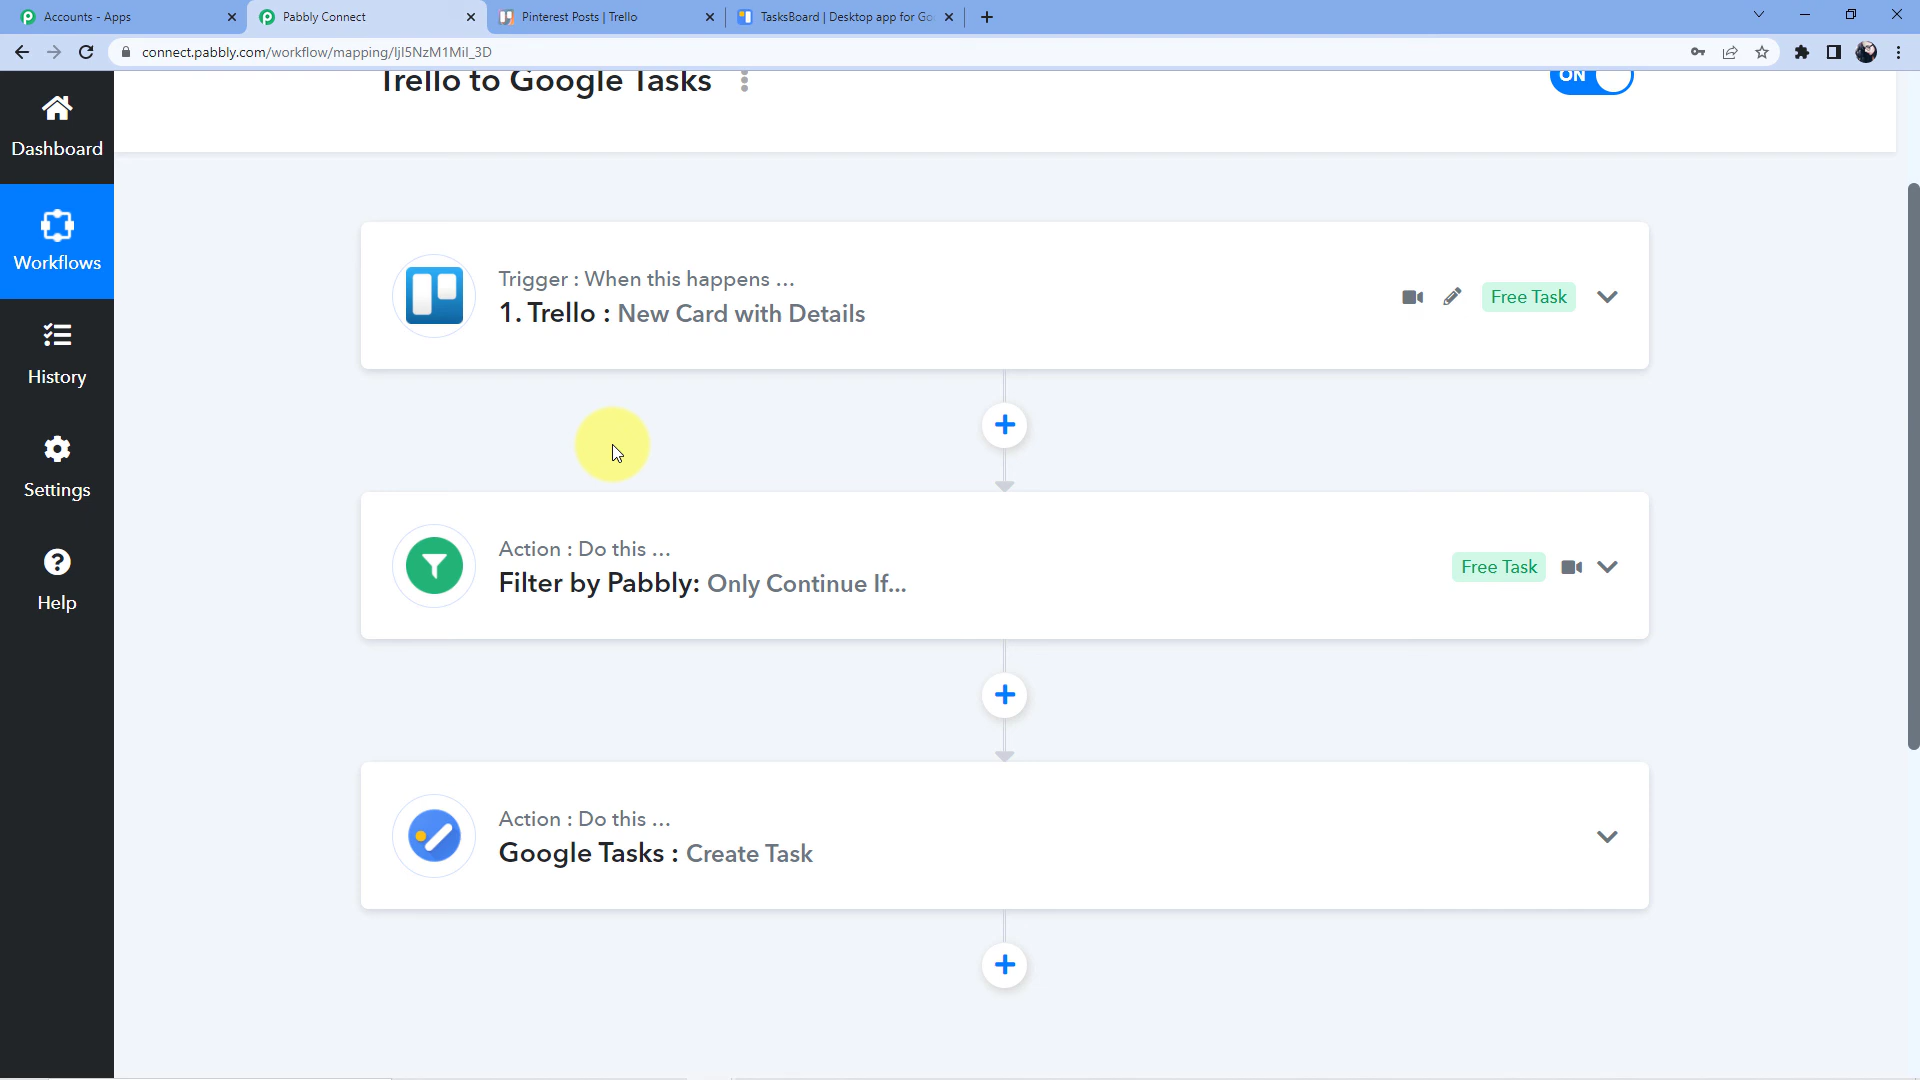 Accounts - Apps
Pabbly Connect
Pinterest Posts | Trello
TasksBoard | Desktop app for Go
connect.pabbly.com/workflow/mapping/IjI5NzM1MiI_3D
Trello to Google Tasks
ON
Dashboard
Workflows
History
Settings
Help
Trigger : When this happens ...
1. Trello : New Card with Details
Free Task
Action : Do this ...
Filter by Pabbly: Only Continue If...
Free Task
Action : Do this ...
Google Tasks : Create Task